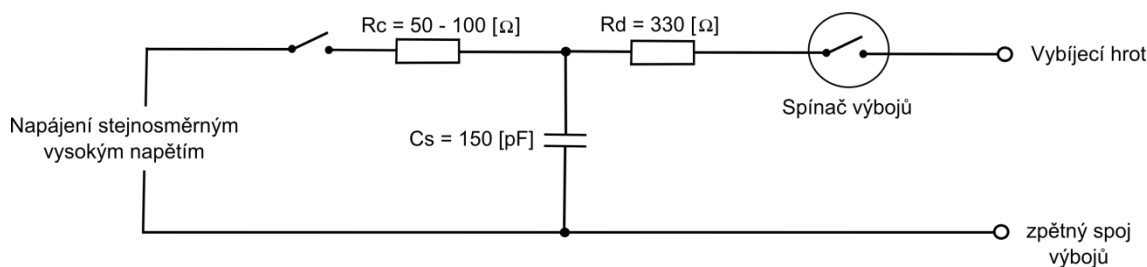 Rc = 50 - 100 [Ω]
Rd = 330 [Ω]
Vybíjecí hrot
Spínač výbojů
Napájení stejnosměrným
vysokým napětím
Cs = 150 [pF]
zpětný spoj
výbojů